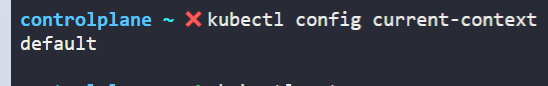 controlplane ~ ❌kubectl config current-context
default